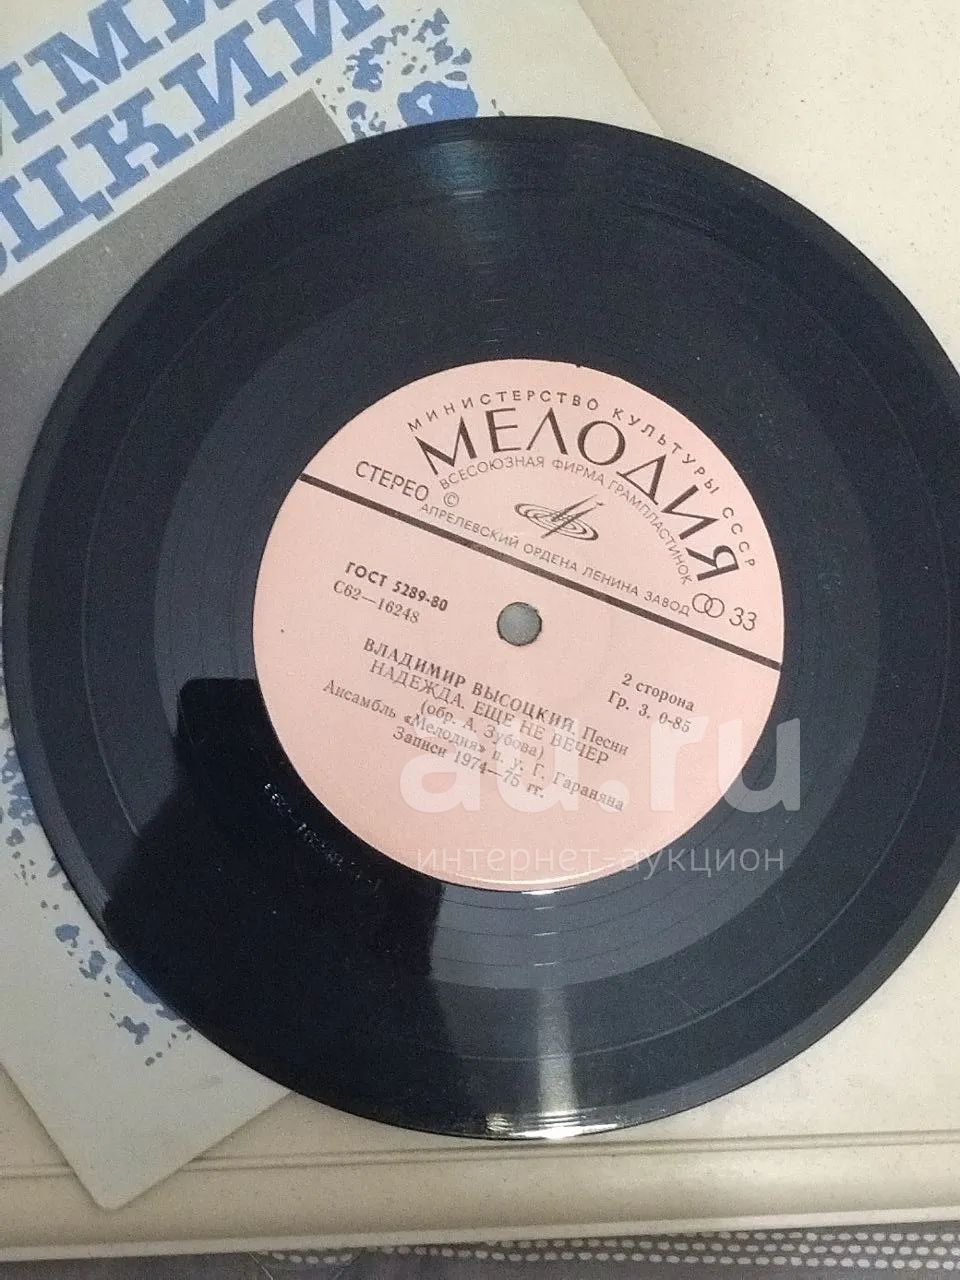 МИНИСТЕРСТВО КУЛЬТУРЫ СССР
МЕЛОДИЯ
ВСЕСОЮЗНАЯ ФИРМА ГРАМПЛАСТИНОК
СТЕРЕО ©
АПРЕЛЕВСКИЙ ОРДЕНА ЛЕНИНА ЗАВОД
33
ГОСТ 5289-80
С62—16248
2 сторона
Гр. 3. 0-85
ВЛАДИМИР ВЫСОЦКИЙ. Песни
НАДЕЖДА. ЕЩЕ НЕ ВЕЧЕР
(обр. А. Зубова)
Ансамбль «Мелодия» п. у. Г. Гараняна
Записи 1974—75 гг.
au.ru
интернет-аукцион